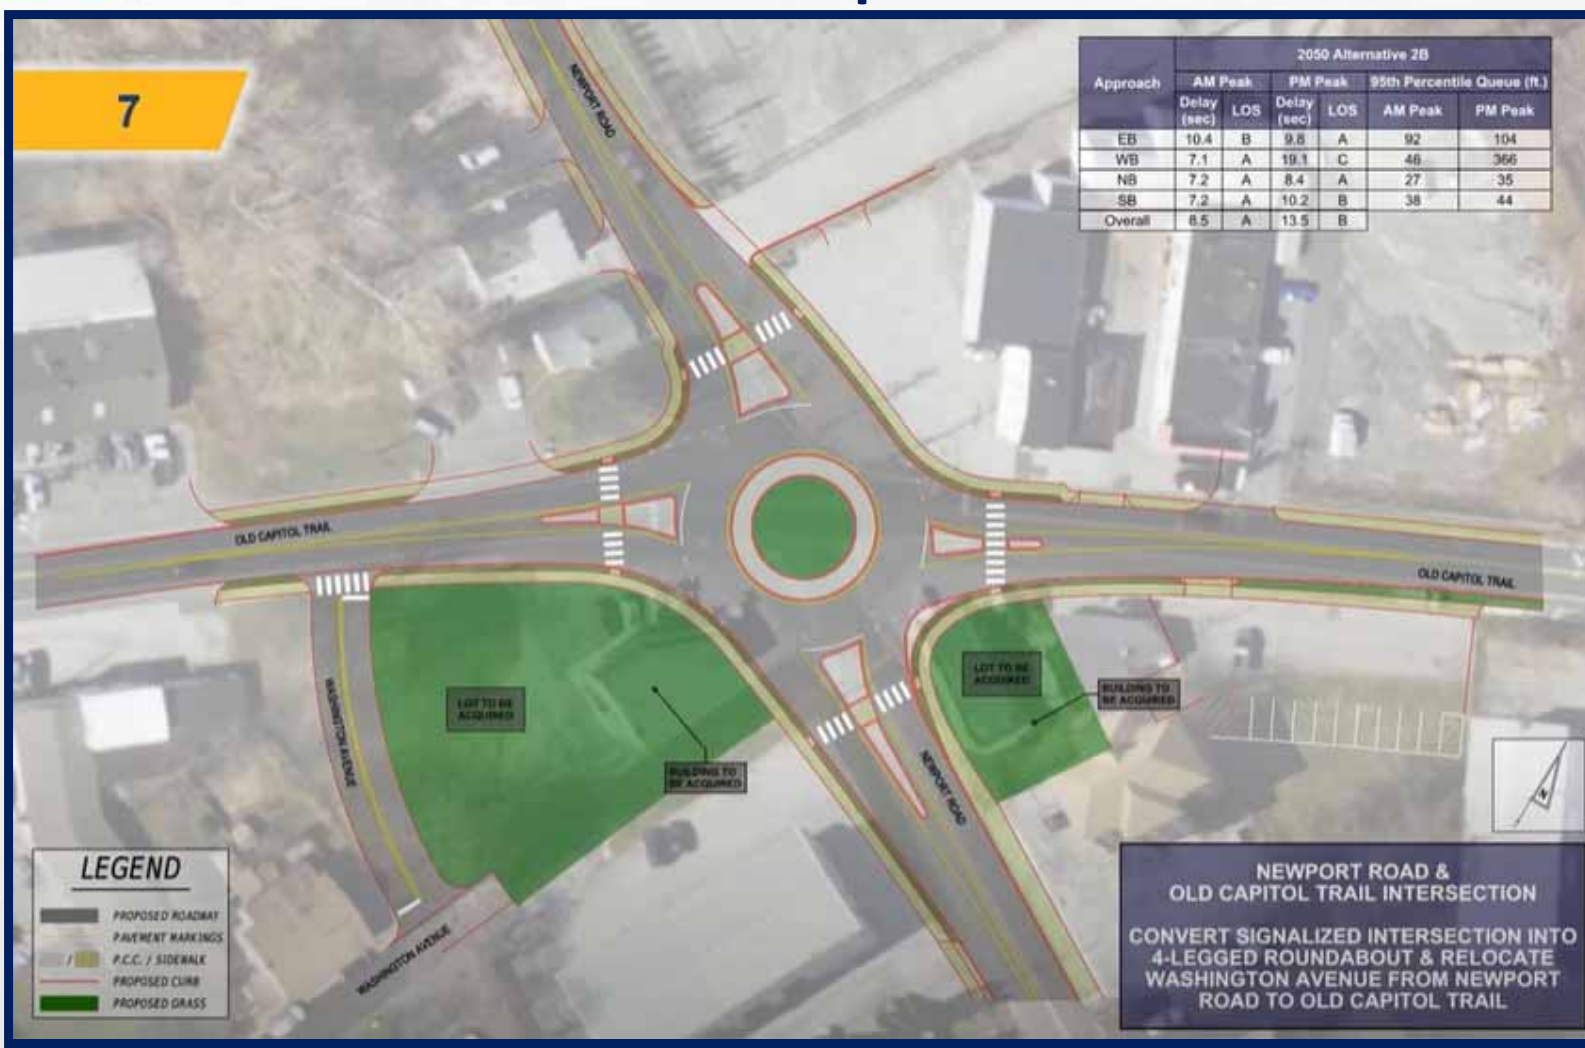 7
2050 Alternative 2B
Approach AM Peak PM Peak 95th Percentile Queue (ft.)
Delay (sec) LOS Delay (sec) LOS AM Peak PM Peak
EB 10.4 B 9.8 A 92 104
WB 7.1 A 19.1 C 46 366
NB 7.2 A 8.4 A 27 35
SB 7.2 A 10.2 B 38 44
Overall 8.5 A 13.5 B
NEWPORT ROAD
OLD CAPITOL TRAIL
OLD CAPITOL TRAIL
WASHINGTON AVENUE
LOT TO BE
ACQUIRED
BUILDING TO
BE ACQUIRED
LOT TO BE
ACQUIRED
BUILDING TO
BE ACQUIRED
NEWPORT ROAD
WASHINGTON AVENUE
N
LEGEND
PROPOSED ROADWAY
PAVEMENT MARKINGS
/ P.C.C. / SIDEWALK
PROPOSED CURB
PROPOSED GRASS
NEWPORT ROAD &
OLD CAPITOL TRAIL INTERSECTION
CONVERT SIGNALIZED INTERSECTION INTO
4-LEGGED ROUNDABOUT & RELOCATE
WASHINGTON AVENUE FROM NEWPORT
ROAD TO OLD CAPITOL TRAIL